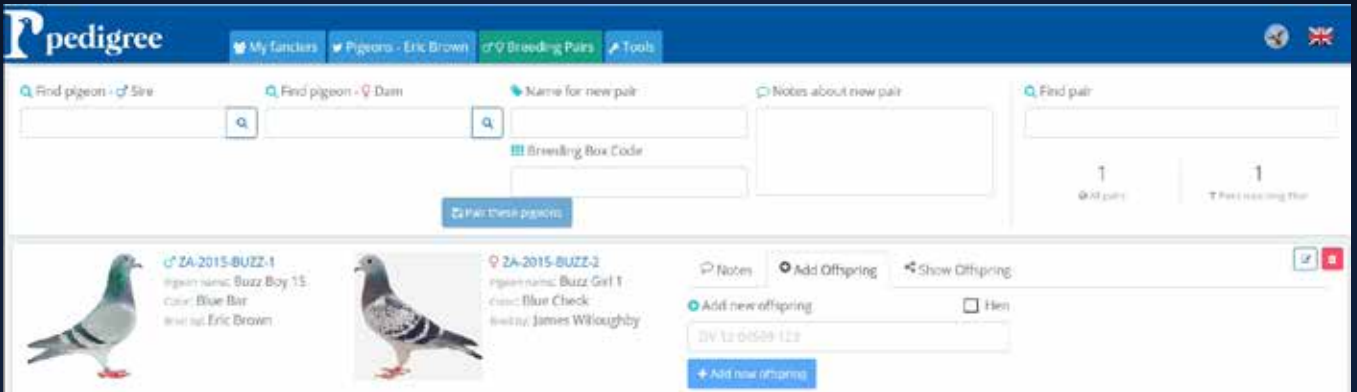 pedigree
My fanciers Pigeons - Eric Brown Breeding Pairs Tools
Find pigeon - ♂ Sire
Find pigeon - ♀ Dam
Name for new pair
Notes about new pair
Find pair
Breeding Box Code
1
1
All pairs
Pair these pigeons
♂ ZA-2015-BUZZ-1
Pigeon name: Buzz Boy 15
Color: Blue Bar
Bred by: Eric Brown
♀ ZA-2015-BUZZ-2
Pigeon name: Buzz Girl 1
Color: Blue Check
Bred by: James Willoughby
Notes Add Offspring Show Offspring
Add new offspring Hen
Add new offspring